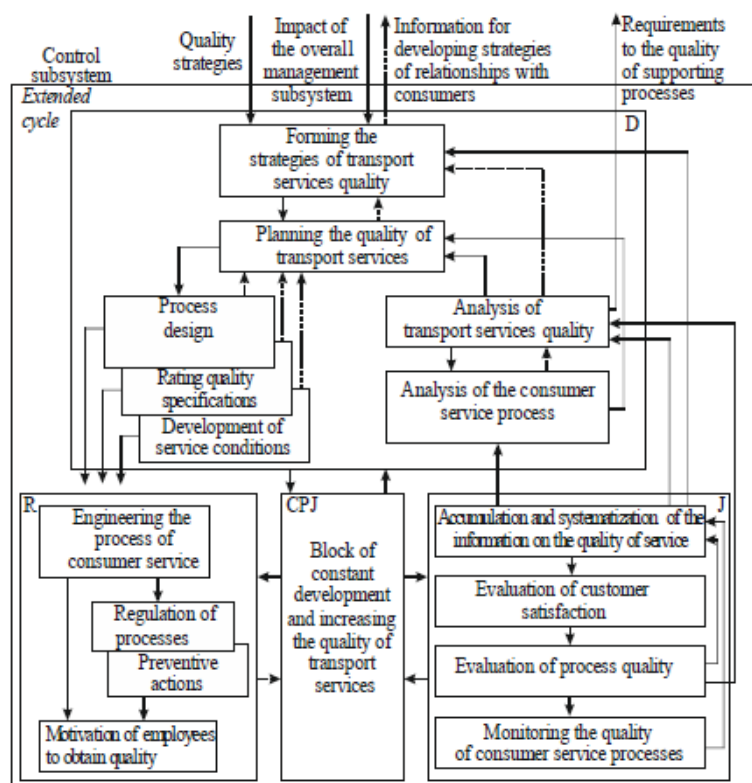 Control
subsystem
Quality
strategies
Impact of
the overall
management
subsystem
Information for
developing strategies
of relationships with
consumers
Requirements
to the quality
of supporting
processes
Extended
cycle
D
Forming the
strategies of transport
services quality
Planning the quality of
transport services
Process
design
Rating quality
specifications
Development of
service conditions
Analysis of
transport services quality
Analysis of the consumer
service process
R
Engineering the
process of
consumer service
Regulation of
processes
Preventive
actions
Motivation of employees
to obtain quality
CPJ
Block of
constant
development
and increasing
the quality of
transport
services
J
Accumulation and systematization of the
information on the quality of service
Evaluation of customer
satisfaction
Evaluation of process quality
Monitoring the quality
of consumer service processes